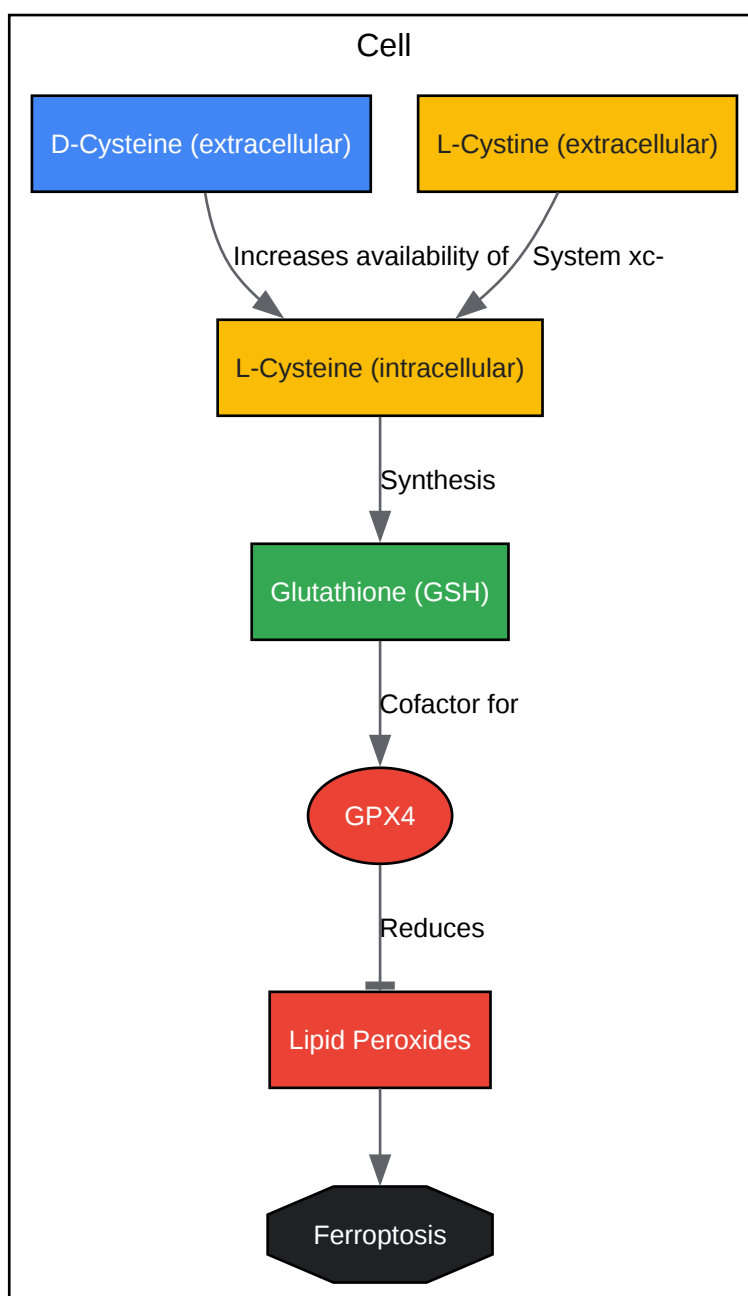 Cell
D-Cysteine (extracellular)
L-Cystine (extracellular)
Increases availability of
System xc-
L-Cysteine (intracellular)
Synthesis
Glutathione (GSH)
Cofactor for
GPX4
Reduces
Lipid Peroxides
Ferroptosis